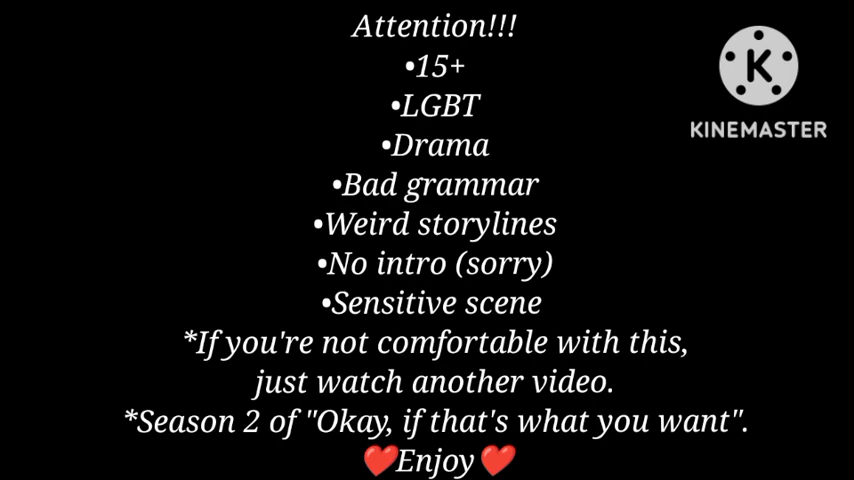 Attention!!!
•15+
•LGBT
•Drama
•Bad grammar
•Weird storylines
•No intro (sorry)
•Sensitive scene
*If you're not comfortable with this,
just watch another video.
*Season 2 of "Okay, if that's what you want".
❤️Enjoy❤️
K
KINEMASTER